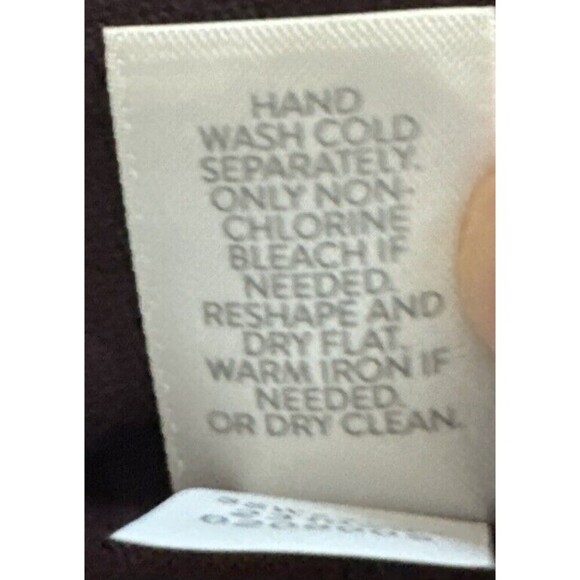 HAND
WASH COLD
SEPARATELY.
ONLY NON-
CHLORINE
BLEACH IF
NEEDED.
RESHAPE AND
DRY FLAT.
WARM IRON IF
NEEDED.
OR DRY CLEAN.